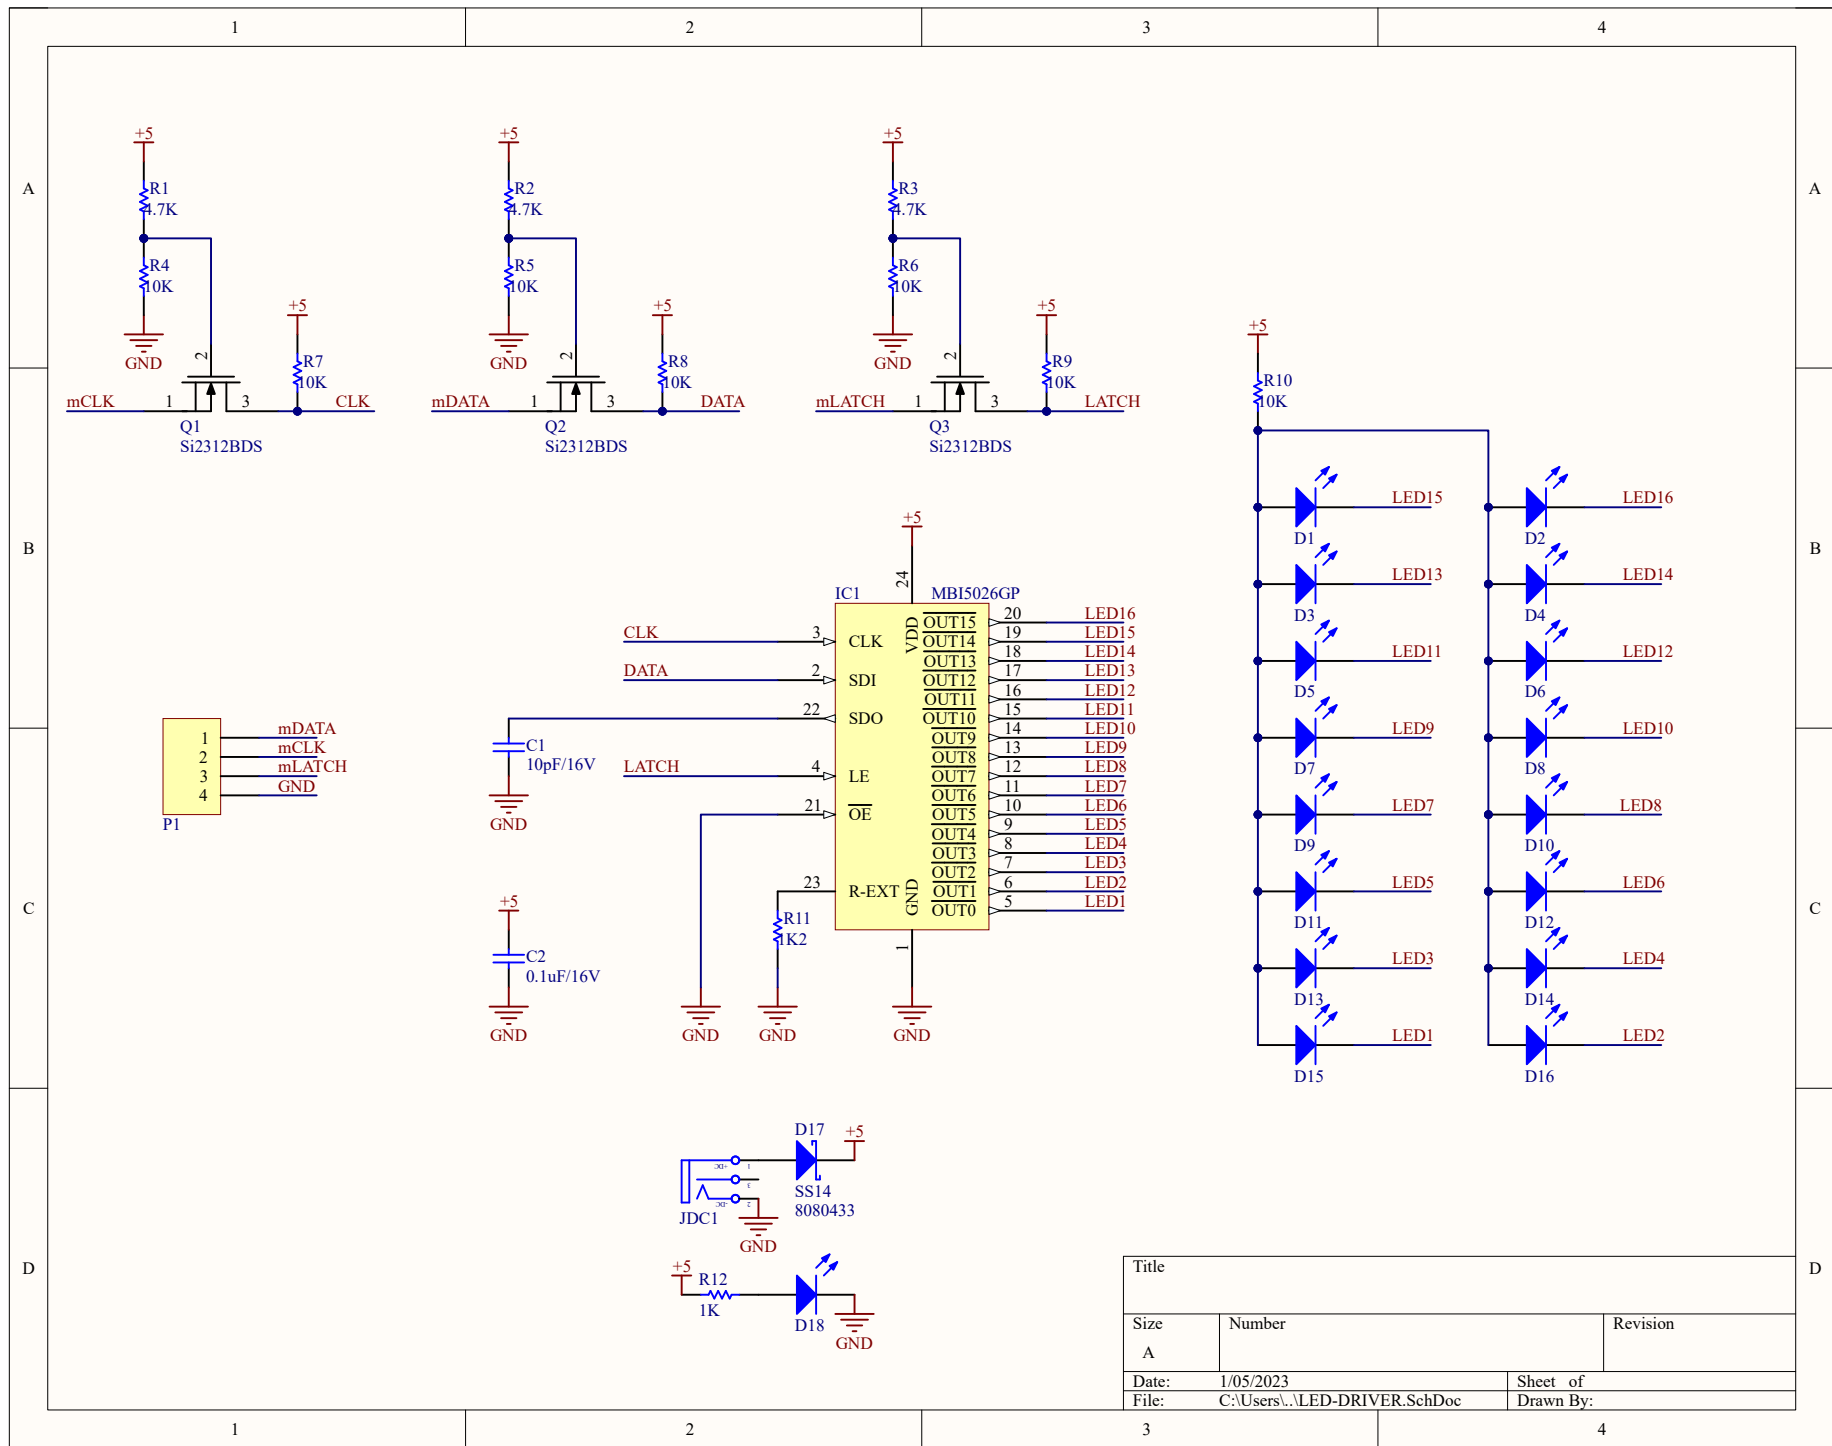 1 2 3 4
A A
B B
C C
D D
1 2 3 4
+5
R1
4.7K
R4
10K
GND
+5
R7
10K
2
mCLK 1 3 CLK
Q1
Si2312BDS
+5
R2
4.7K
R5
10K
GND
+5
R8
10K
2
mDATA 1 3 DATA
Q2
Si2312BDS
+5
R3
4.7K
R6
10K
GND
+5
R9
10K
2
mLATCH 1 3 LATCH
Q3
Si2312BDS
+5
R10
10K
LED15
D1
LED16
D2
LED13
D3
LED14
D4
LED11
D5
LED12
D6
LED9
D7
LED10
D8
LED7
D9
LED8
D10
LED5
D11
LED6
D12
LED3
D13
LED4
D14
LED1
D15
LED2
D16
+5
24
IC1 MBI5026GP
VDD
CLK 3 CLK
DATA 2 SDI
22 SDO
LATCH 4 LE
21 OE
23 R-EXT
GND
1
GND
OUT15 20 LED16
OUT14 19 LED15
OUT13 18 LED14
OUT12 17 LED13
OUT11 16 LED12
OUT10 15 LED11
OUT9 14 LED10
OUT8 13 LED9
OUT7 12 LED8
OUT6 11 LED7
OUT5 10 LED6
OUT4 9 LED5
OUT3 8 LED4
OUT2 7 LED3
OUT1 6 LED2
OUT0 5 LED1
C1
10pF/16V
GND
R11
1K2
GND
GND
+5
C2
0.1uF/16V
GND
1 mDATA
2 mCLK
3 mLATCH
4 GND
P1
D17
+5
+DC 1
3
-DC 2
SS14
8080433
JDC1
GND
+5
R12
1K
D18
GND
Title
Size Number Revision
A
Date: 1/05/2023 Sheet of
File: C:\Users\..\LED-DRIVER.SchDoc Drawn By: